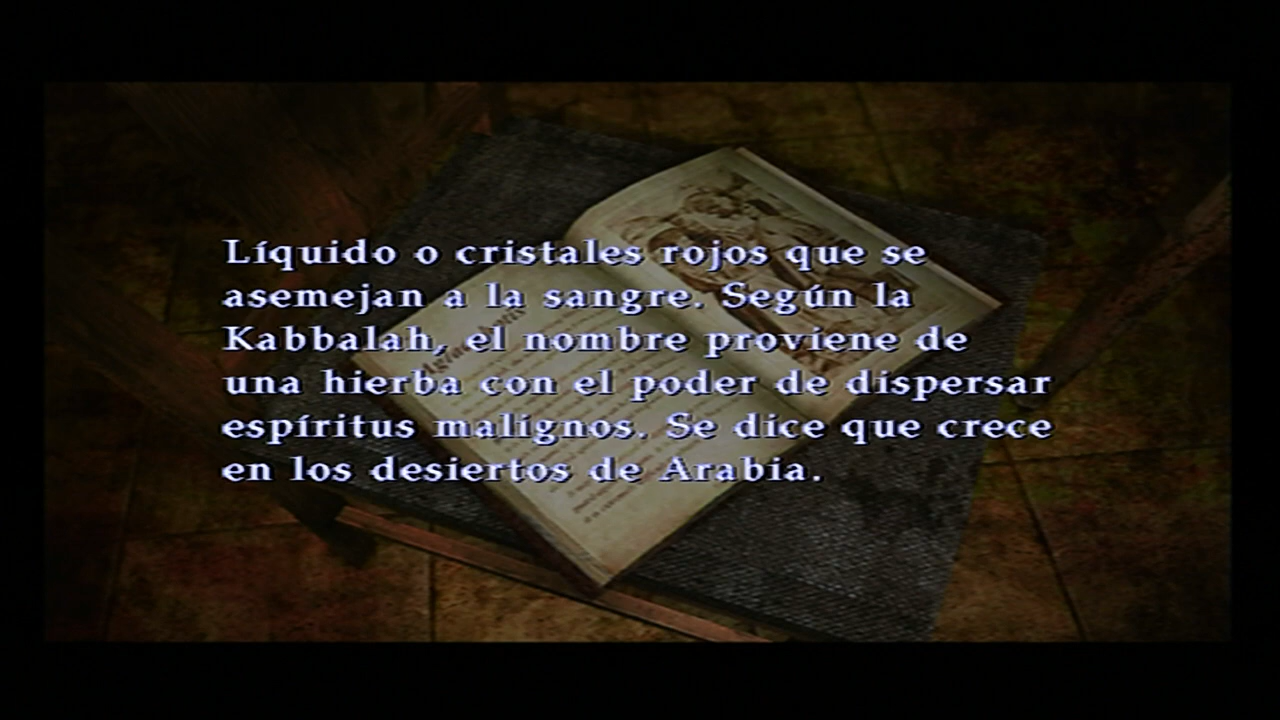 Líquido o cristales rojos que se
asemejan a la sangre. Según la
Kabbalah, el nombre proviene de
una hierba con el poder de dispersar
espíritus malignos. Se dice que crece
en los desiertos de Arabia.